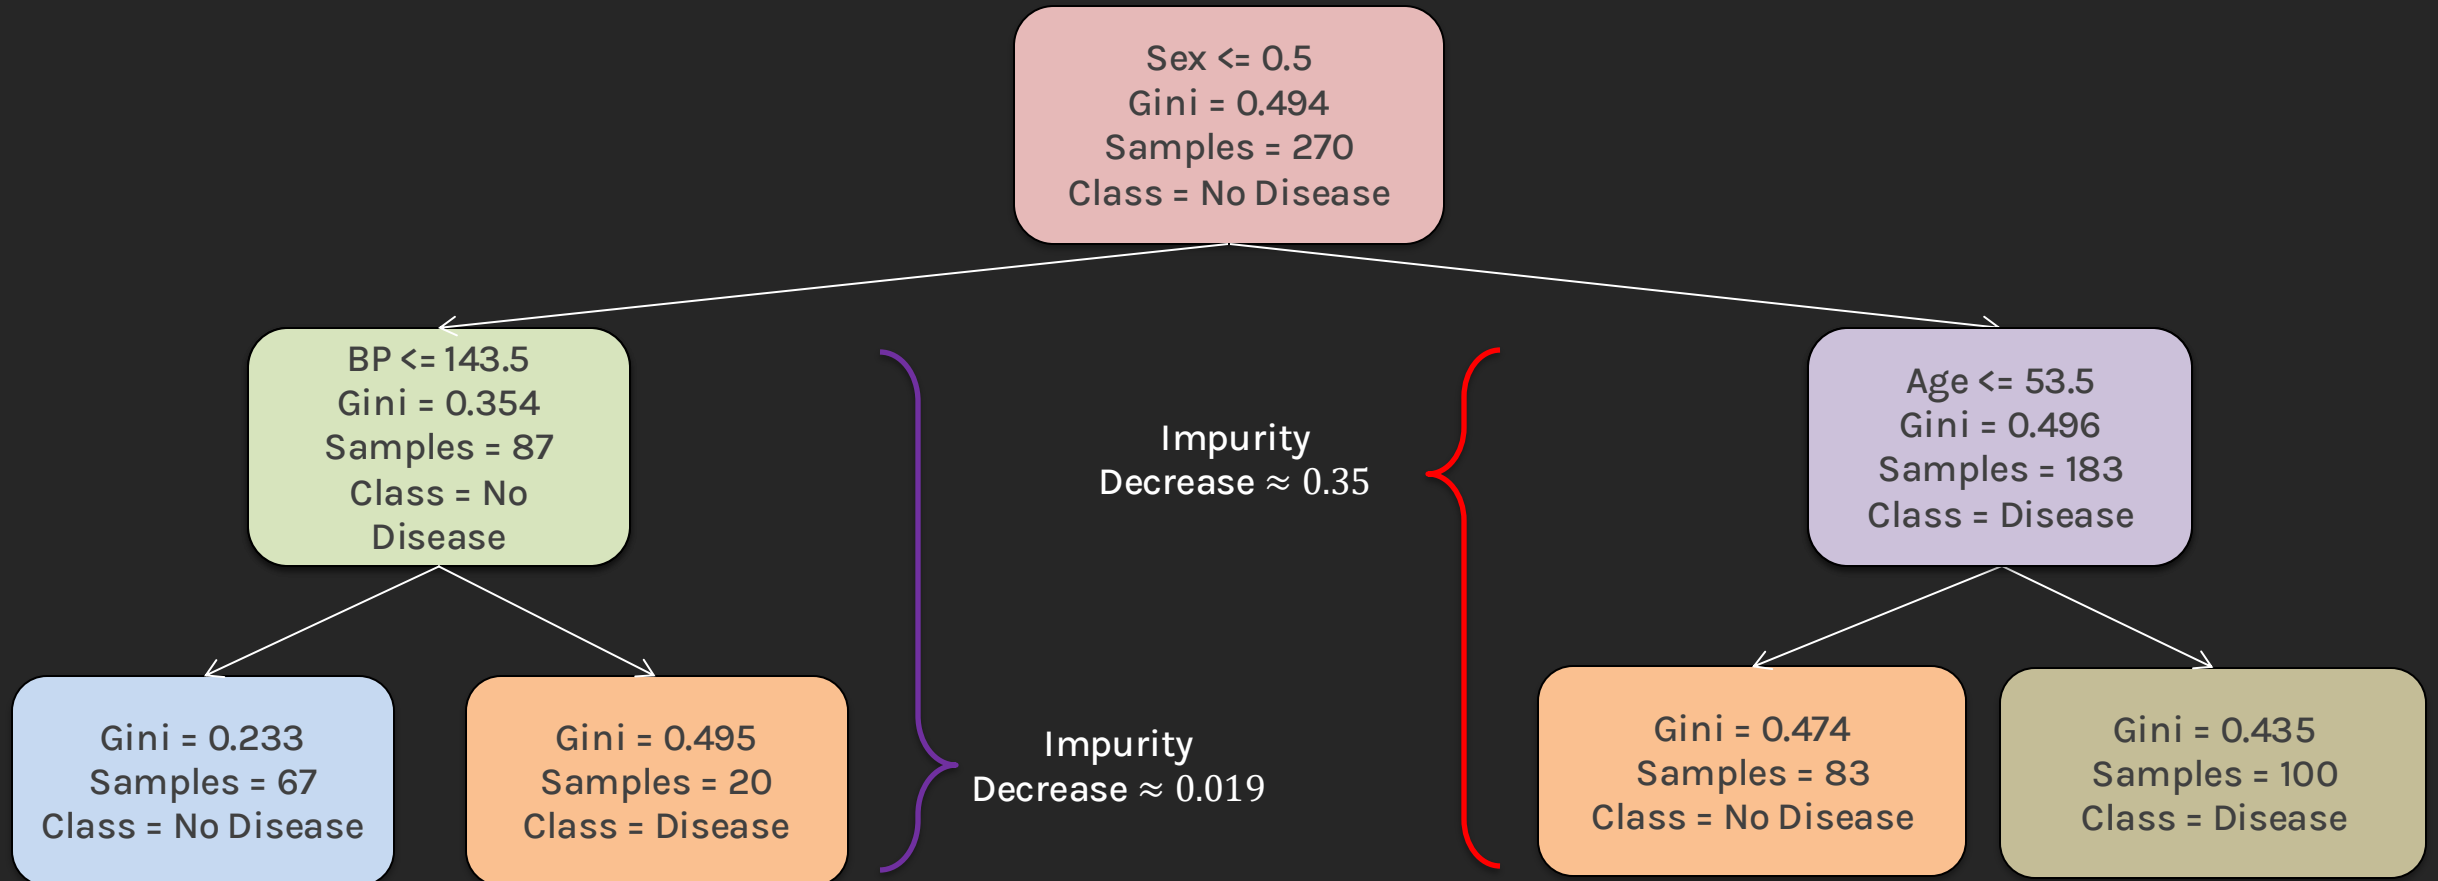 Sex <= 0.5
Gini = 0.494
Samples = 270
Class = No Disease
BP <= 143.5
Gini = 0.354
Samples = 87
Class = No
Disease
Impurity
Decrease ≈ 0.35
Age <= 53.5
Gini = 0.496
Samples = 183
Class = Disease
Gini = 0.233
Samples = 67
Class = No Disease
Gini = 0.495
Samples = 20
Class = Disease
Impurity
Decrease ≈ 0.019
Gini = 0.474
Samples = 83
Class = No Disease
Gini = 0.435
Samples = 100
Class = Disease